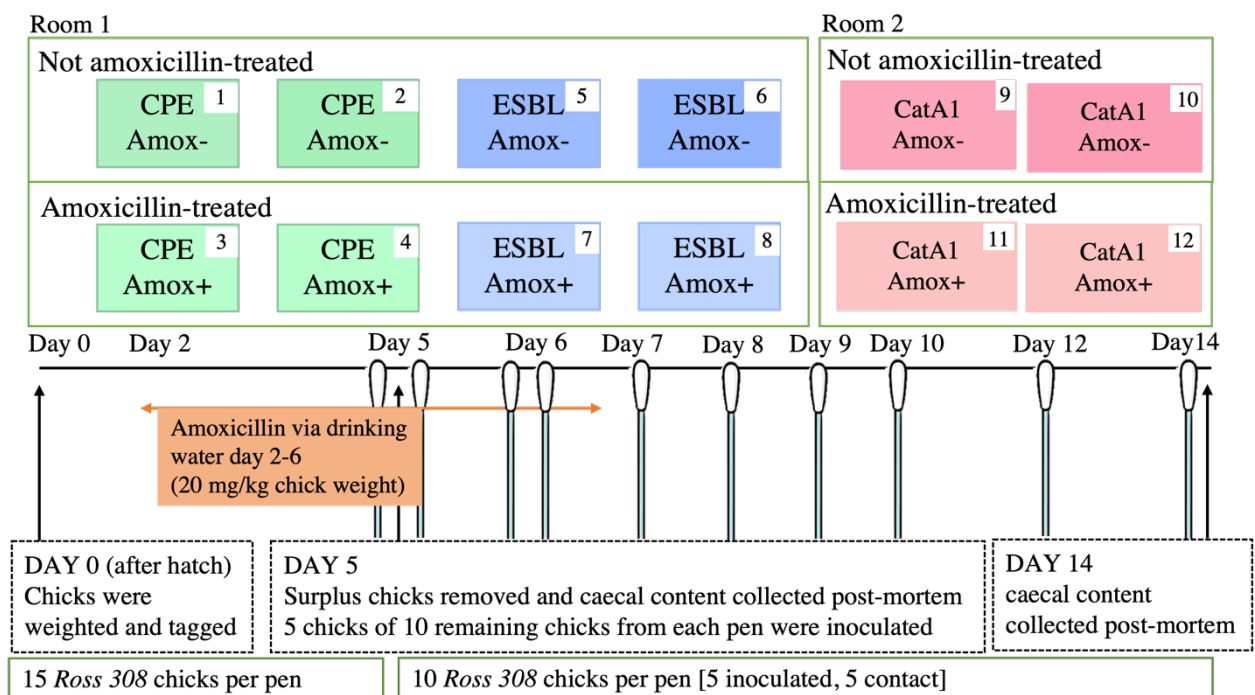 Room 1
Room 2
Not amoxicillin-treated
Not amoxicillin-treated
CPE
Amox-
1
CPE
Amox-
2
ESBL
Amox-
5
ESBL
Amox-
6
CatA1
Amox-
9
CatA1
Amox-
10
Amoxicillin-treated
Amoxicillin-treated
CPE
Amox+
3
CPE
Amox+
4
ESBL
Amox+
7
ESBL
Amox+
8
CatA1
Amox+
11
CatA1
Amox+
12
Day 0 Day 2 Day 5 Day 6 Day 7 Day 8 Day 9 Day 10 Day 12 Day14
Amoxicillin via drinking
water day 2-6
(20 mg/kg chick weight)
DAY 0 (after hatch)
Chicks were
weighted and tagged
DAY 5
Surplus chicks removed and caecal content collected post-mortem
5 chicks of 10 remaining chicks from each pen were inoculated
DAY 14
caecal content
collected post-mortem
15 Ross 308 chicks per pen
10 Ross 308 chicks per pen [5 inoculated, 5 contact]